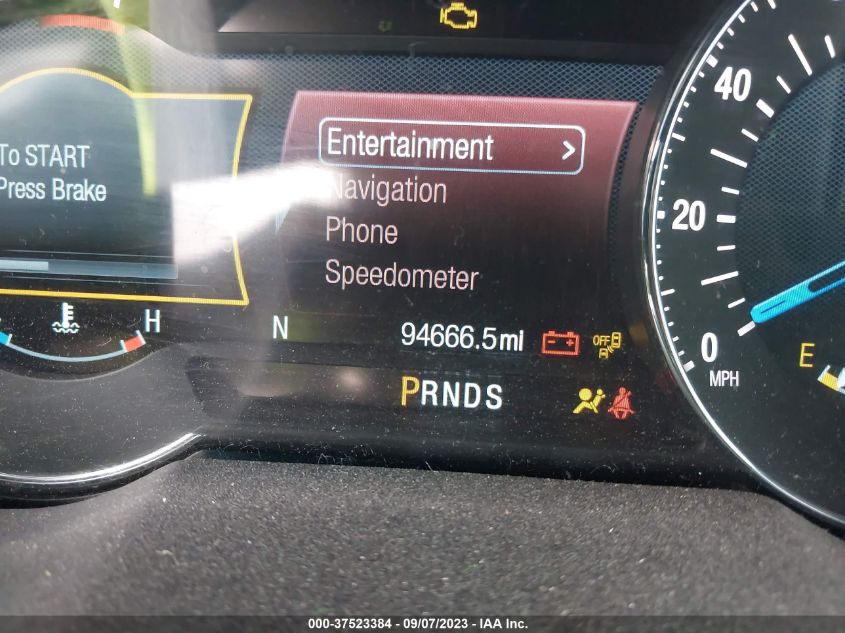 To START
Press Brake
Entertainment >
Navigation
Phone
Speedometer
H
N
94666.5mi
OFF
PRNDS
40
20
0
MPH
E
000-37523384 - 09/07/2023 - IAA, Inc.